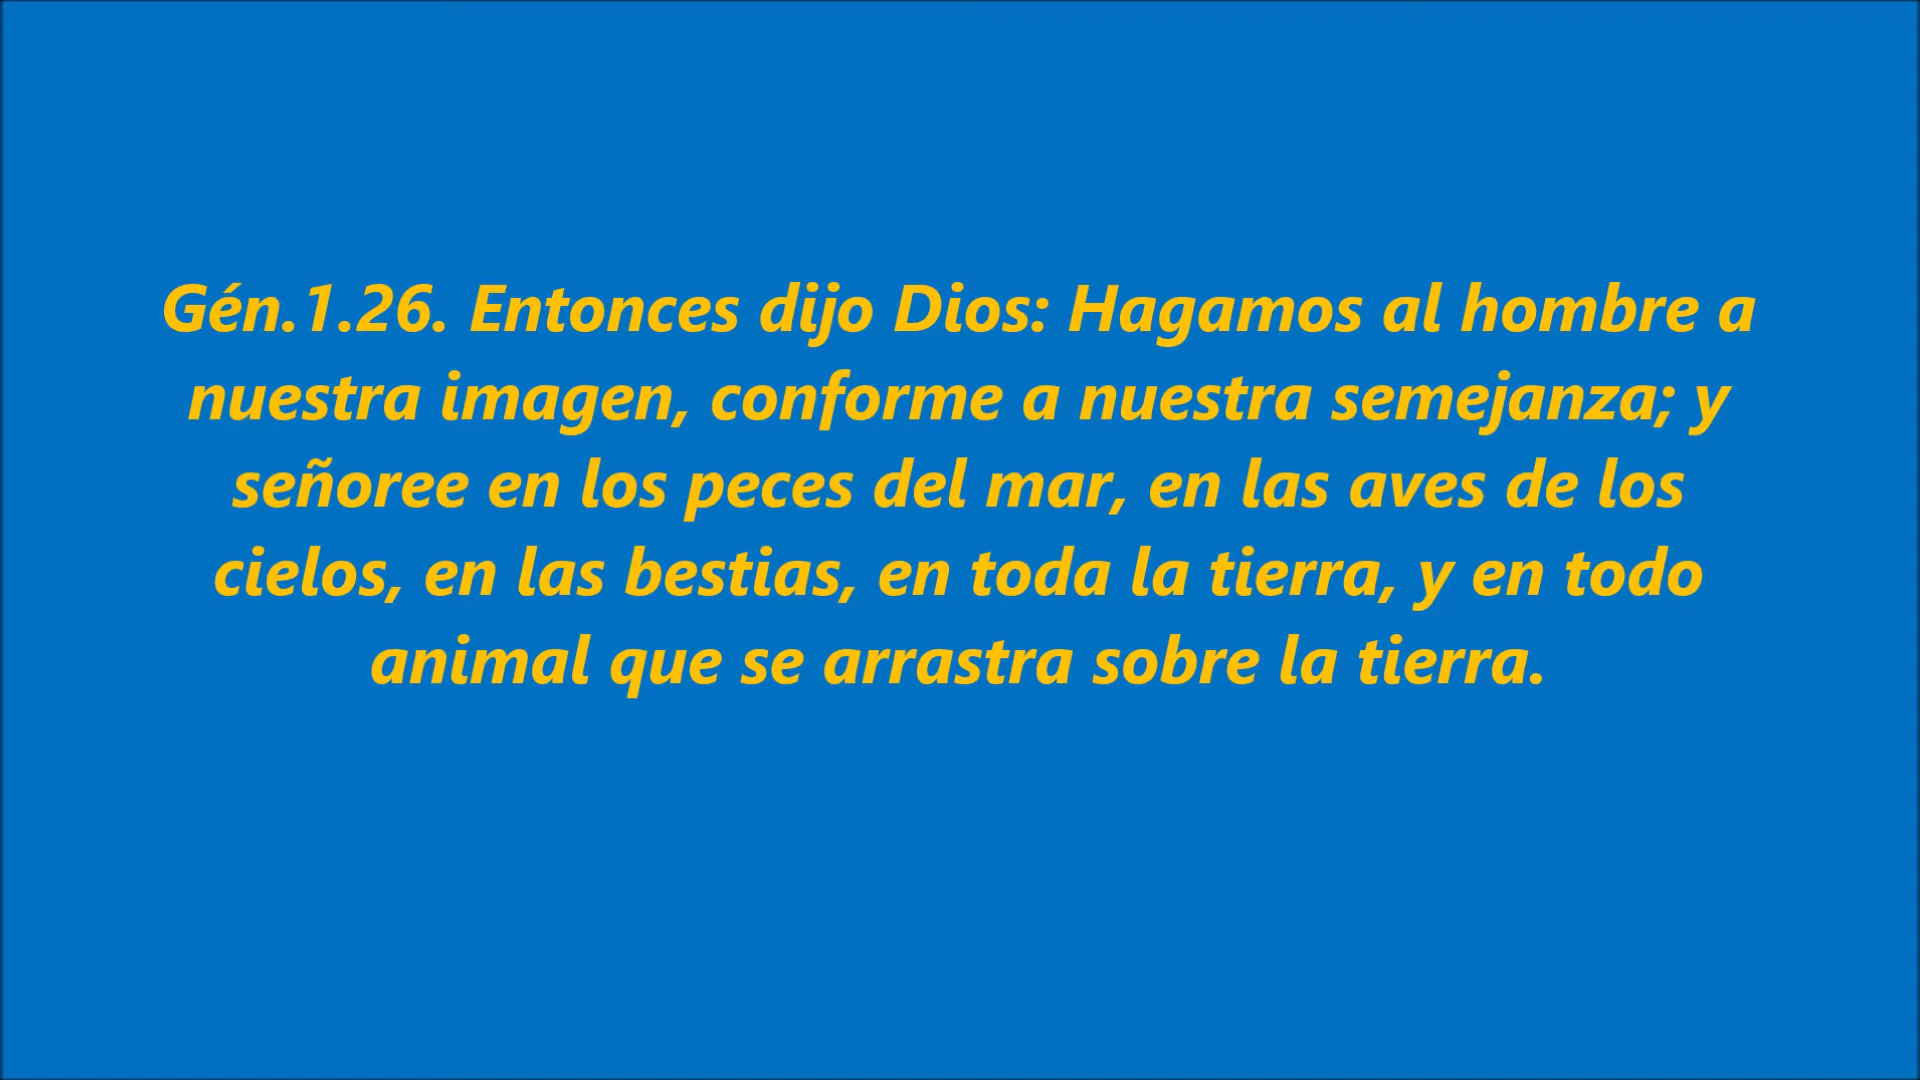 Gén.1.26. Entonces dijo Dios: Hagamos al hombre a
nuestra imagen, conforme a nuestra semejanza; y
señoree en los peces del mar, en las aves de los
cielos, en las bestias, en toda la tierra, y en todo
animal que se arrastra sobre la tierra.